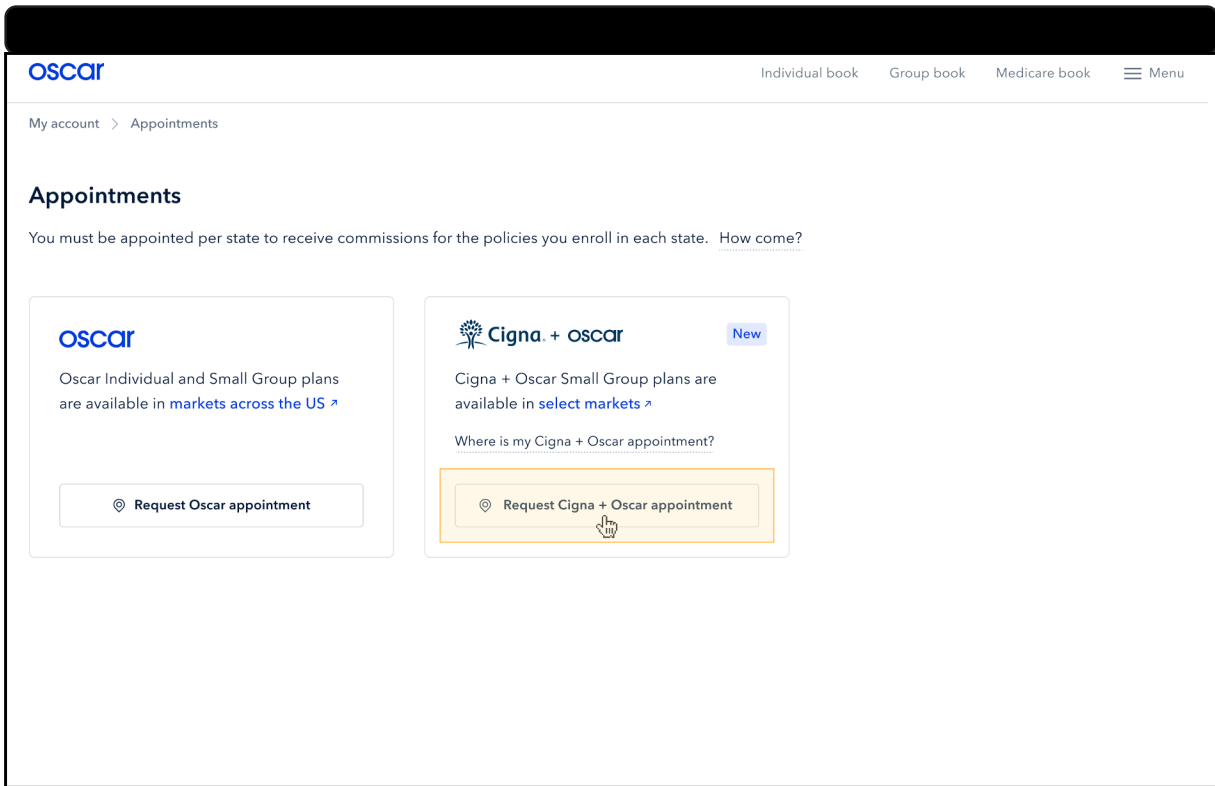 oscar
Individual book Group book Medicare book Menu
My account > Appointments
Appointments
You must be appointed per state to receive commissions for the policies you enroll in each state. How come?
oscar
Oscar Individual and Small Group plans
are available in markets across the US ↗
Request Oscar appointment
Cigna. + oscar
New
Cigna + Oscar Small Group plans are
available in select markets ↗
Where is my Cigna + Oscar appointment?
Request Cigna + Oscar appointment